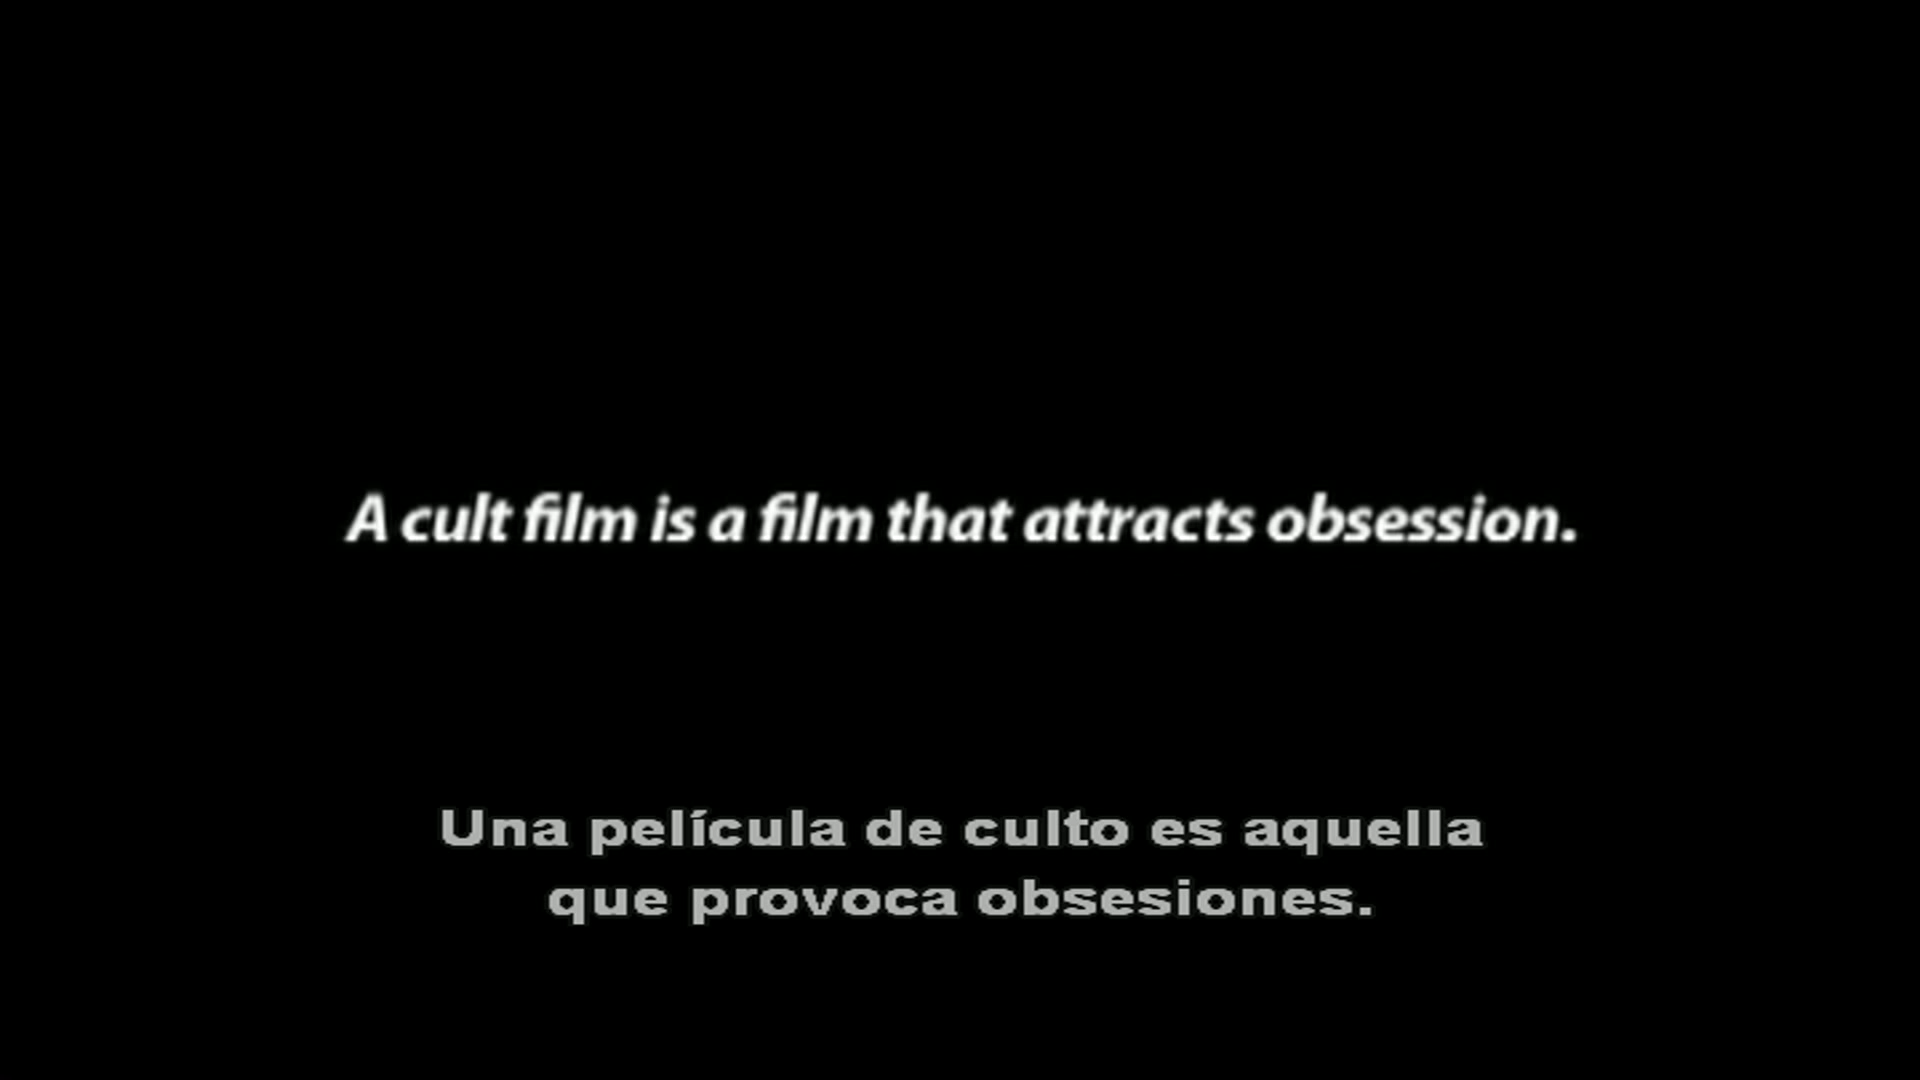 A cult film is a film that attracts obsession.
Una película de culto es aquella
que provoca obsesiones.